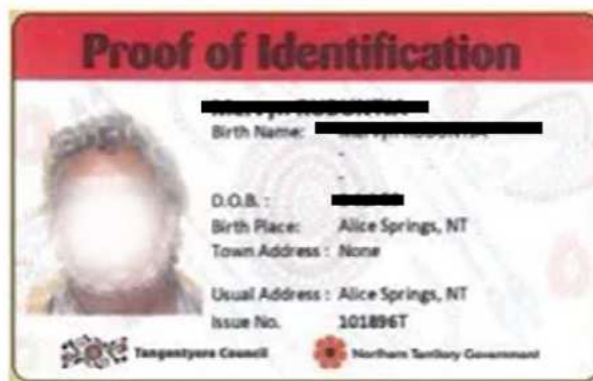 Proof of Identification
Birth Name:
-
-
D.O.B. :
Birth Place: Alice Springs, NT
Town Address : None
Usual Address : Alice Springs, NT
Issue No. 101896T
Tangentyere Council Northern Territory Government